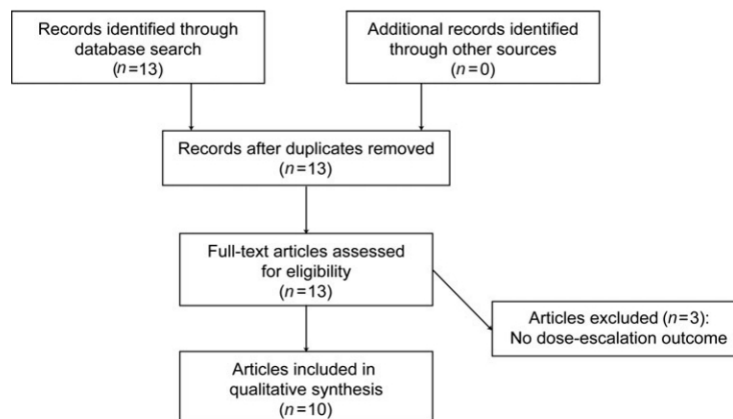 Records identified through
database search
(n=13)
Additional records identified
through other sources
(n=0)
Records after duplicates removed
(n=13)
Full-text articles assessed
for eligibility
(n=13)
Articles excluded (n=3):
No dose-escalation outcome
Articles included in
qualitative synthesis
(n=10)